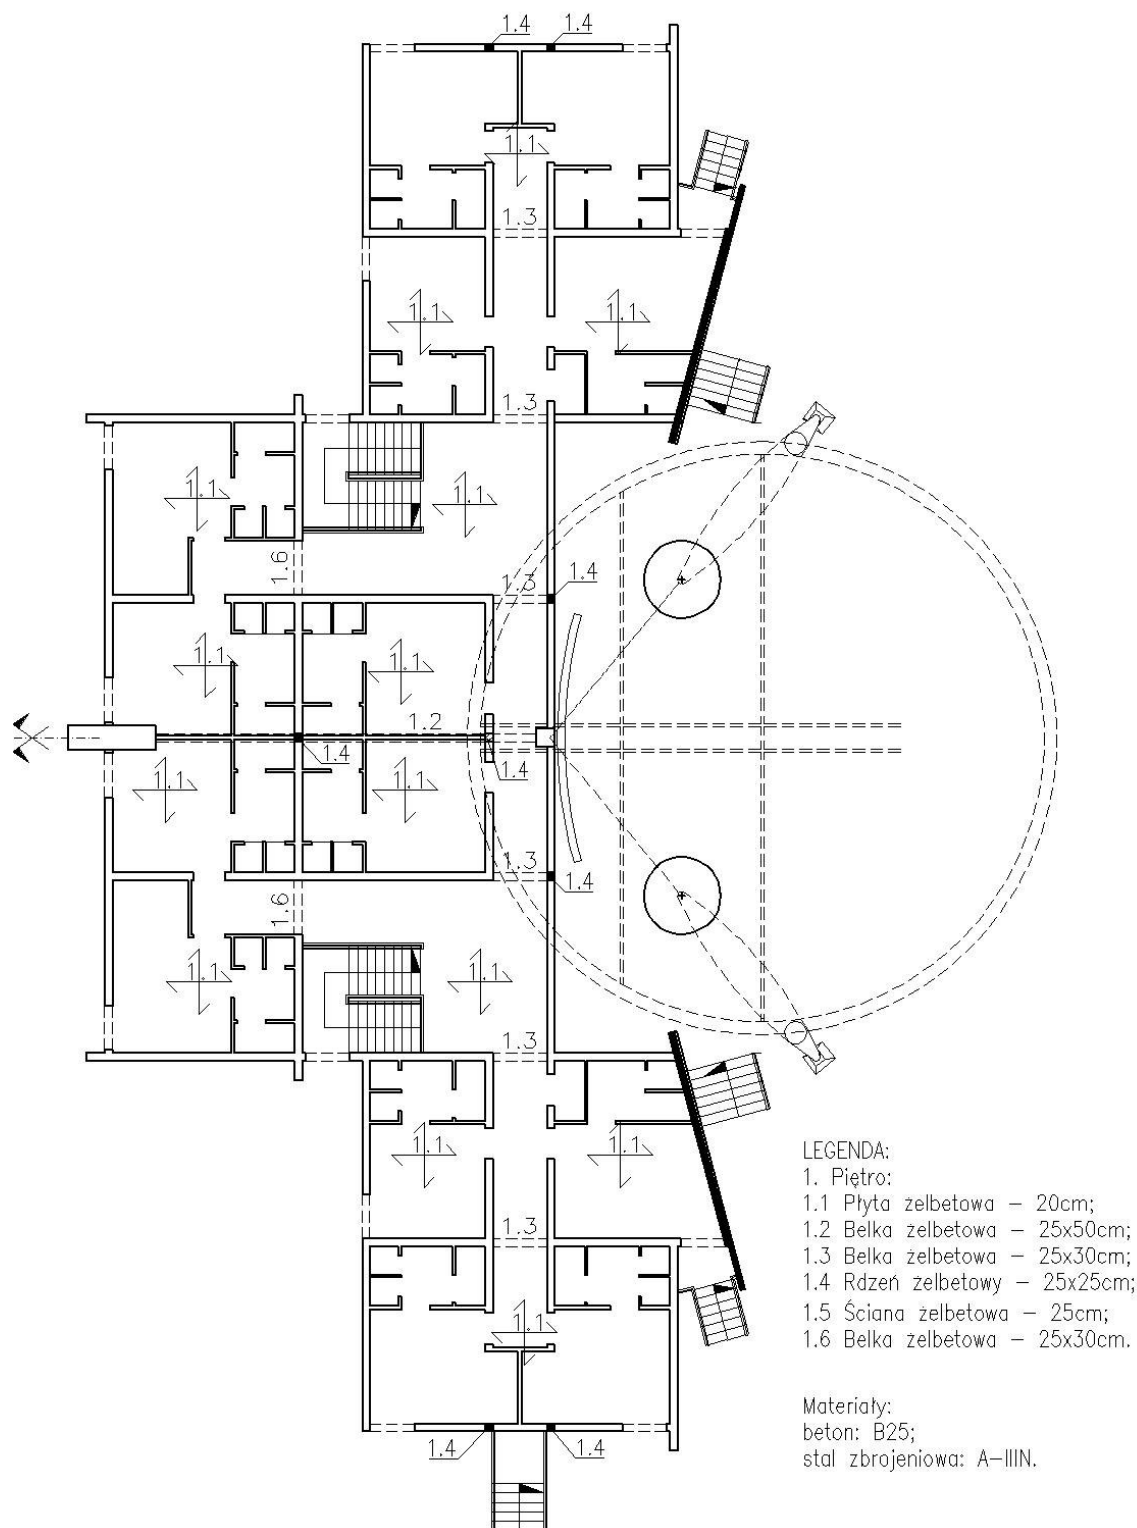 1.4
1.4
1.1
1.3
1.1
1.1
1.3
1.1
1.1
1.6
1.3
1.4
1.1
1.1
1.2
1.4
1.4
1.1
1.1
1.3
1.4
1.6
1.1
1.1
1.3
1.1
1.1
1.3
1.1
1.4
1.4
LEGENDA:
1. Piętro:
1.1 Płyta żelbetowa – 20cm;
1.2 Belka żelbetowa – 25x50cm;
1.3 Belka żelbetowa – 25x30cm;
1.4 Rdzeń żelbetowy – 25x25cm;
1.5 Ściana żelbetowa – 25cm;
1.6 Belka żelbetowa – 25x30cm.
Materiały:
beton: B25;
stal zbrojeniowa: A–IIIN.